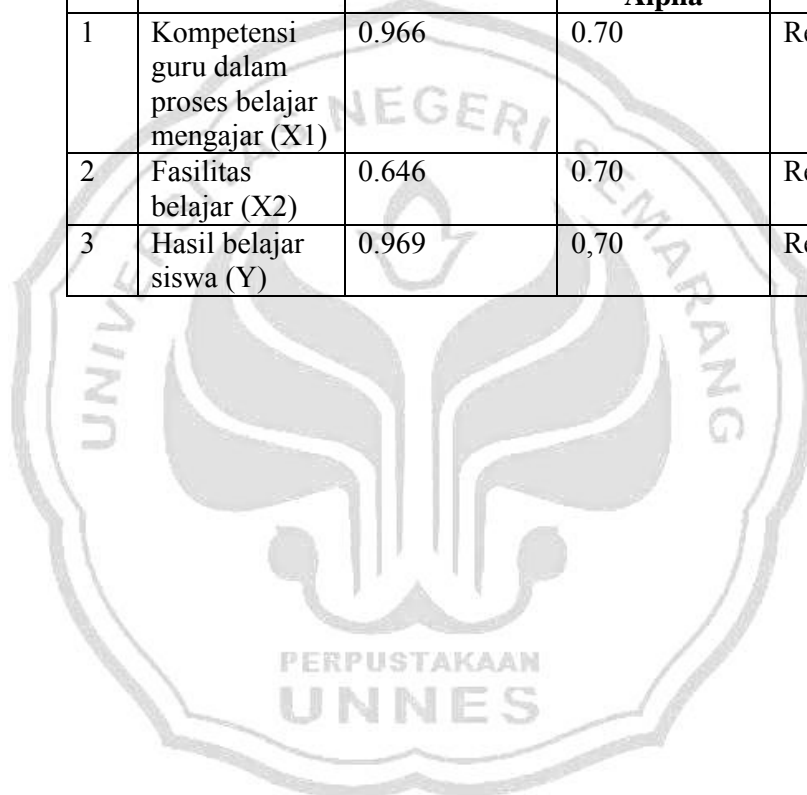 Alpha
1 Kompetensi 0.966 0.70
guru dalam
proses belajar
mengajar (X1)
2 Fasilitas 0.646 0.70
belajar (X2)
3 Hasil belajar 0.969 0,70
siswa (Y)
UNIVERSITAS NEGERI SEMARANG
PERPUSTAKAAN
UNNES